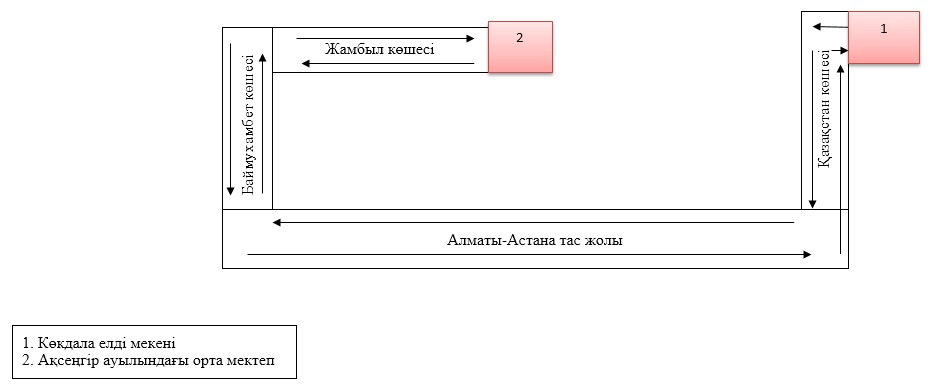 2
1
Жамбыл көшесі
Баймухамбет көшесі
Қазақстан көшесі
Алматы-Астана тас жолы
1. Көкдала елді мекені
2. Ақсеңгір ауылындағы орта мектеп